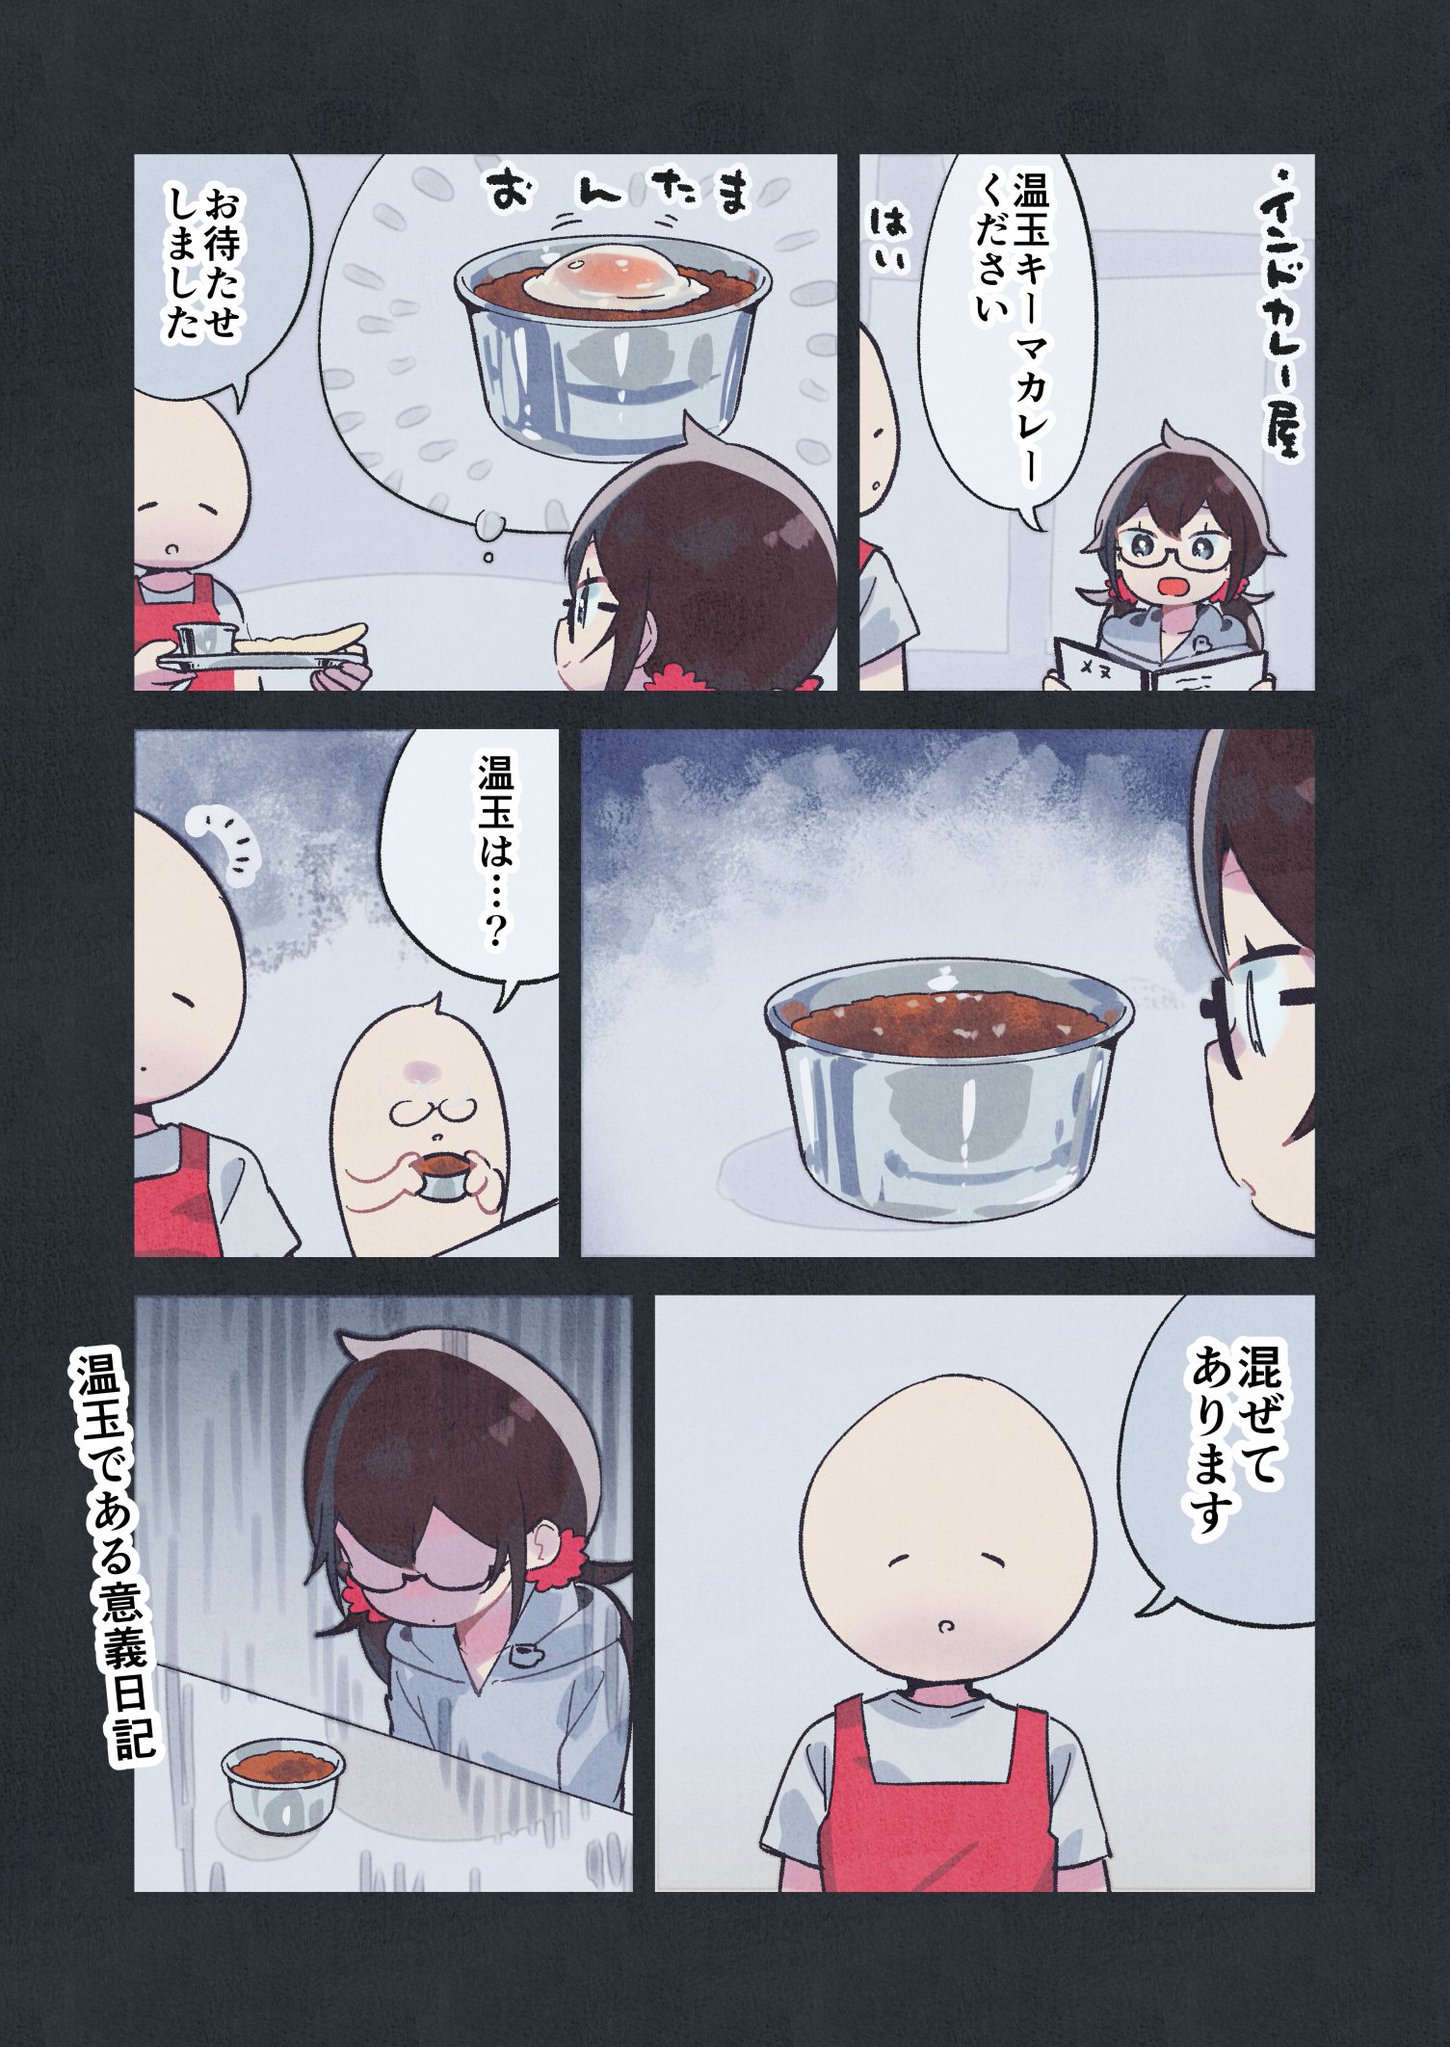 ・インドカレー屋
温玉キーマカレー
ください
はい
メヌ
おんたま
お待たせ
しました
温玉は…?
混ぜて
あります
温玉である意義日記